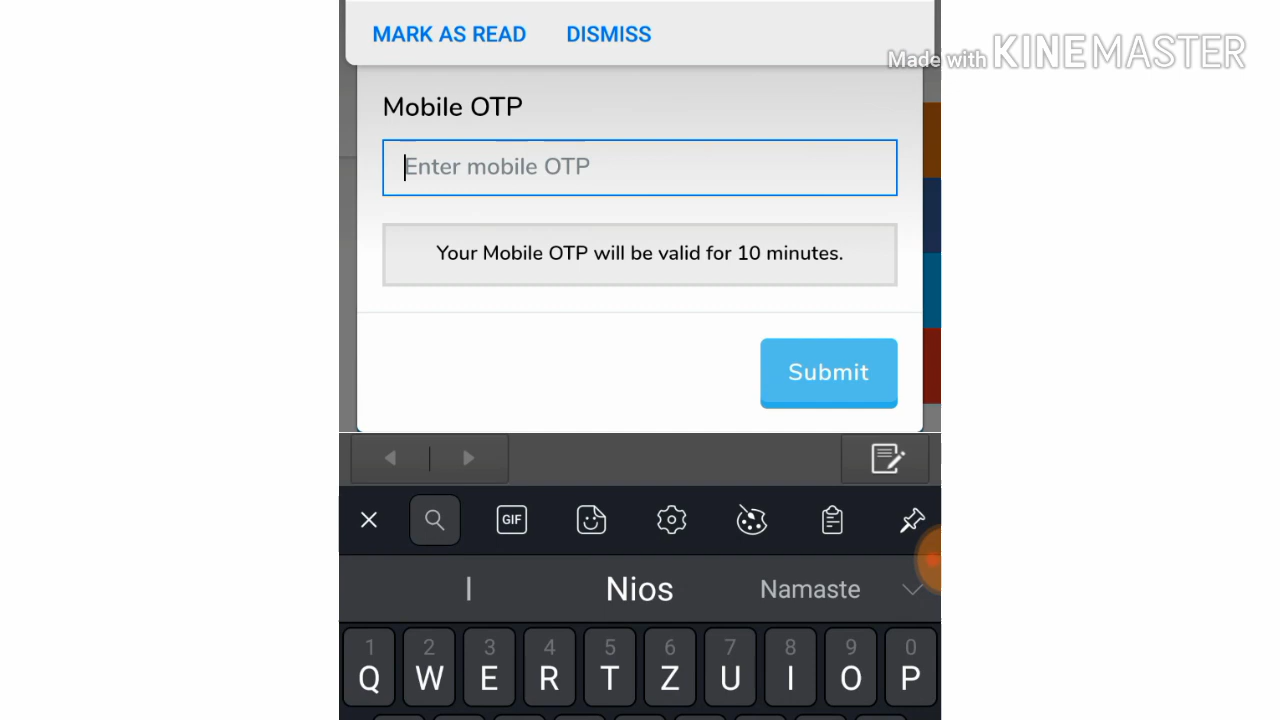 MARK AS READ DISMISS
Made with KINEMASTER
Mobile OTP
Enter mobile OTP
Your Mobile OTP will be valid for 10 minutes.
Submit
GIF
I Nios Namaste
1 2 3 4 5 6 7 8 9 0
Q W E R T Z U I O P